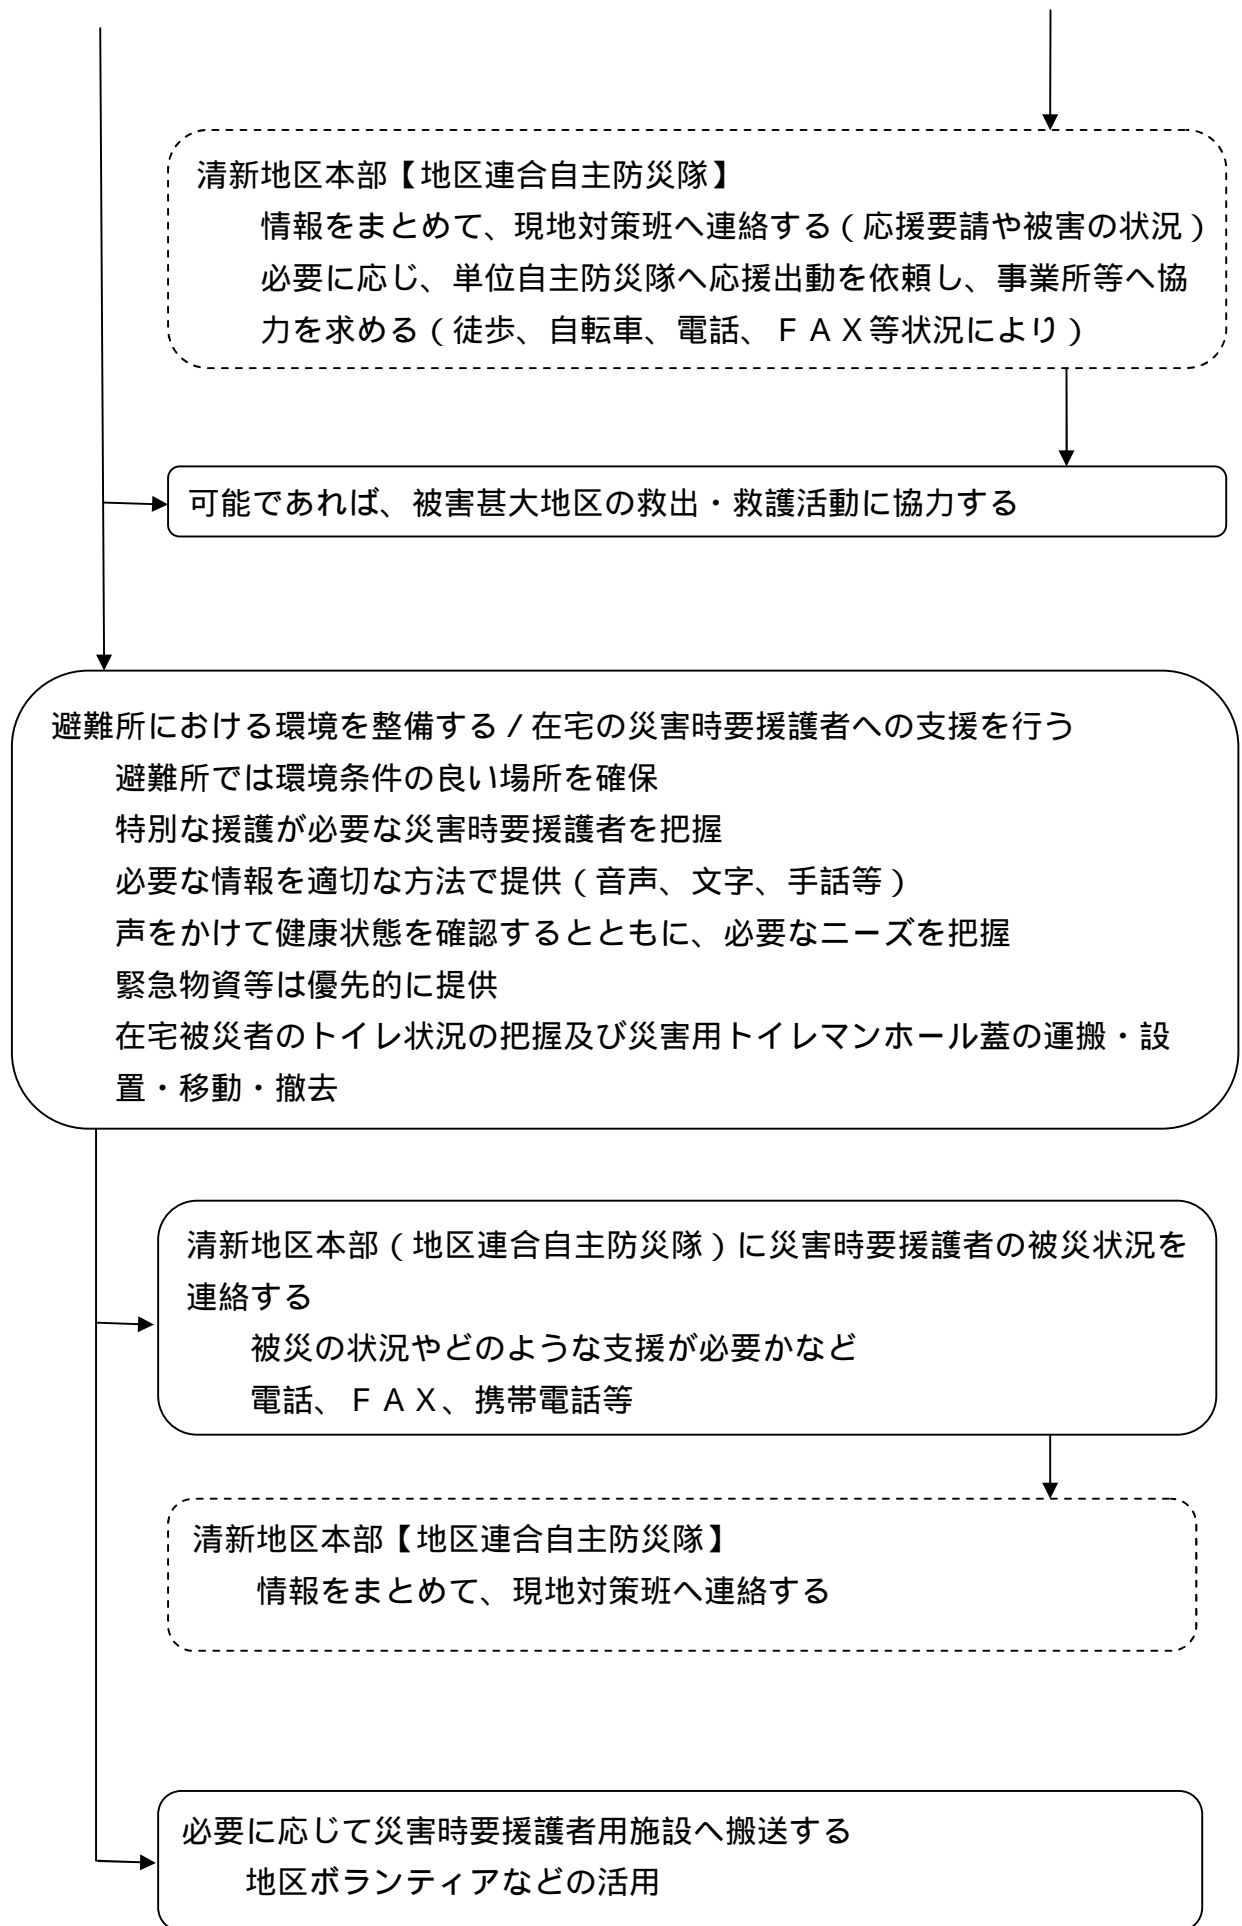 清新地区本部【地区連合自主防災隊】
情報をまとめて、現地対策班へ連絡する（応援要請や被害の状況）
必要に応じ、単位自主防災隊へ応援出動を依頼し、事業所等へ協
力を求める（徒歩、自転車、電話、ＦＡＸ等状況により）
可能であれば、被害甚大地区の救出・救護活動に協力する
避難所における環境を整備する／在宅の災害時要援護者への支援を行う
避難所では環境条件の良い場所を確保
特別な援護が必要な災害時要援護者を把握
必要な情報を適切な方法で提供（音声、文字、手話等）
声をかけて健康状態を確認するとともに、必要なニーズを把握
緊急物資等は優先的に提供
在宅被災者のトイレ状況の把握及び災害用トイレマンホール蓋の運搬・設
置・移動・撤去
清新地区本部（地区連合自主防災隊）に災害時要援護者の被災状況を
連絡する
被災の状況やどのような支援が必要かなど
電話、ＦＡＸ、携帯電話等
清新地区本部【地区連合自主防災隊】
情報をまとめて、現地対策班へ連絡する
必要に応じて災害時要援護者用施設へ搬送する
地区ボランティアなどの活用